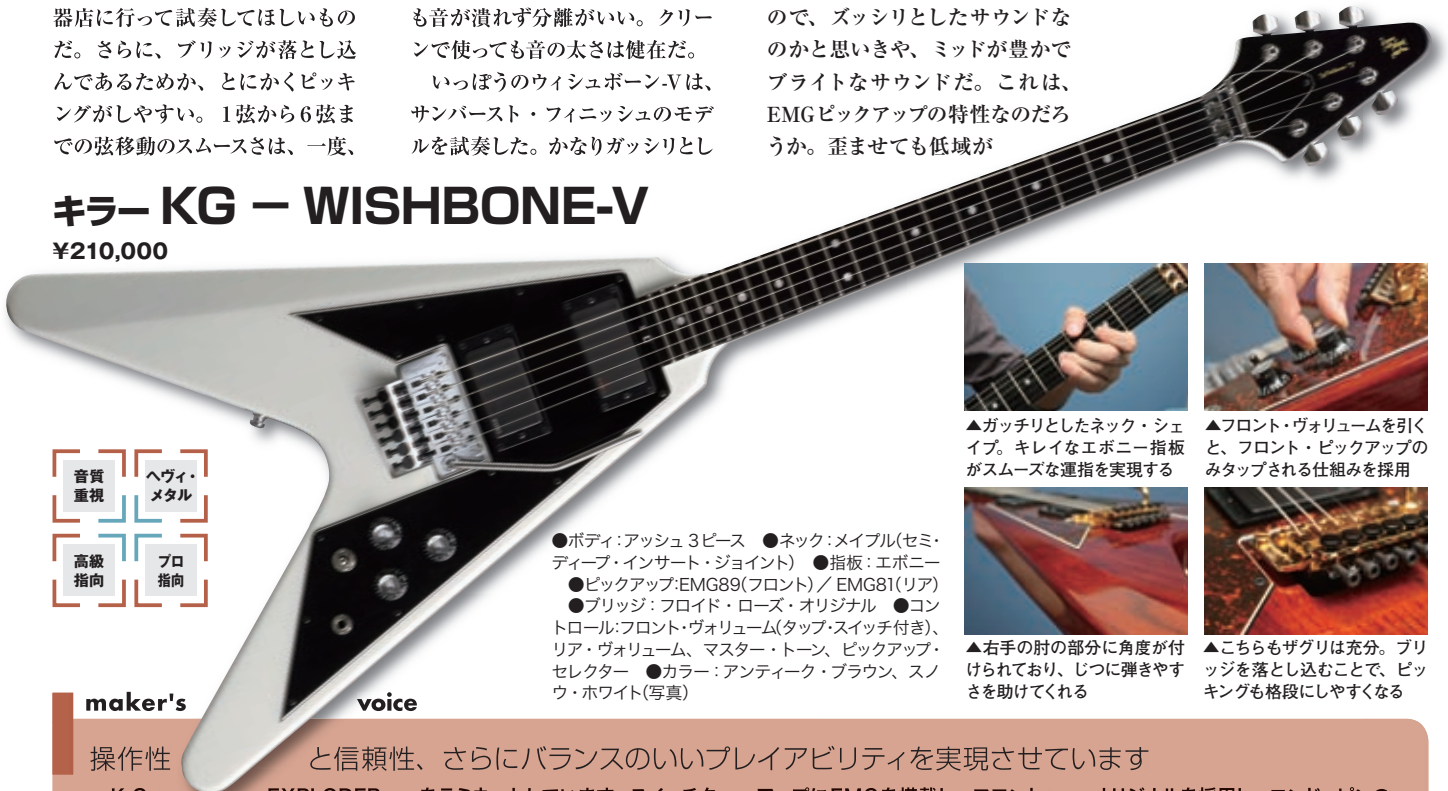 器店に行って試奏してほしいもの
だ。さらに、ブリッジが落とし込
んであるためか、とにかくピッキ
ングがしやすい。1弦から6弦ま
での弦移動のスムースさは、一度、
も音が潰れず分離がいい。クリー
ンで使っても音の太さは健在だ。
いっぽうのウィシュボーン-Vは、
サンバースト・フィニッシュのモデ
ルを試奏した。かなりガッシリとし
ので、ズッシリとしたサウンドな
のかと思いきや、ミッドが豊かで
ブライトなサウンドだ。これは、
EMGピックアップの特性なのだろ
うか。歪ませても低域が
キラー KG － WISHBONE-V
¥210,000
音質
重視
ヘヴィ・
メタル
高級
指向
プロ
指向
●ボディ：アッシュ3ピース ●ネック：メイプル(セミ・
ディープ・インサート・ジョイント) ●指板：エボニー
●ピックアップ:EMG89(フロント)／EMG81(リア)
●ブリッジ：フロイド・ローズ・オリジナル ●コン
トロール:フロント・ヴォリューム(タップ・スイッチ付き)、
リア・ヴォリューム、マスター・トーン、ピックアップ・
セレクター ●カラー：アンティーク・ブラウン、スノ
ウ・ホワイト(写真)
▲ガッチリとしたネック・シェ
イプ。キレイなエボニー指板
がスムーズな運指を実現する
▲フロント・ヴォリュームを引く
と、フロント・ピックアップの
みタップされる仕組みを採用
▲右手の肘の部分に角度が付
けられており、じつに弾きやす
さを助けてくれる
▲こちらもザグリは充分。ブリ
ッジを落とし込むことで、ピッ
キングも格段にしやすくなる
maker's voice
操作性 と信頼性、さらにバランスのいいプレイアビリティを実現させています